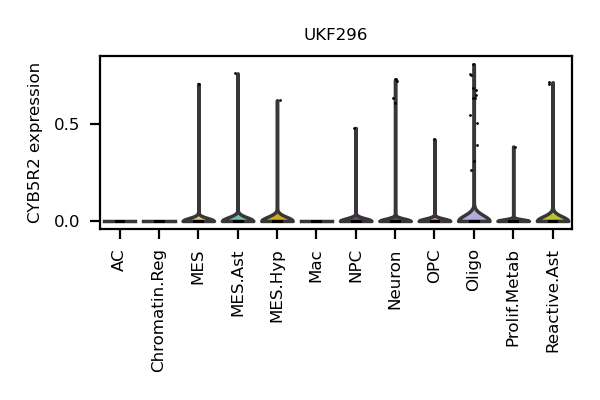 UKF296
CYB5R2 expression
0.5
0.0
AC
Chromatin.Reg
MES
MES.Ast
MES.Hyp
Mac
NPC
Neuron
OPC
Oligo
Prolif.Metab
Reactive.Ast